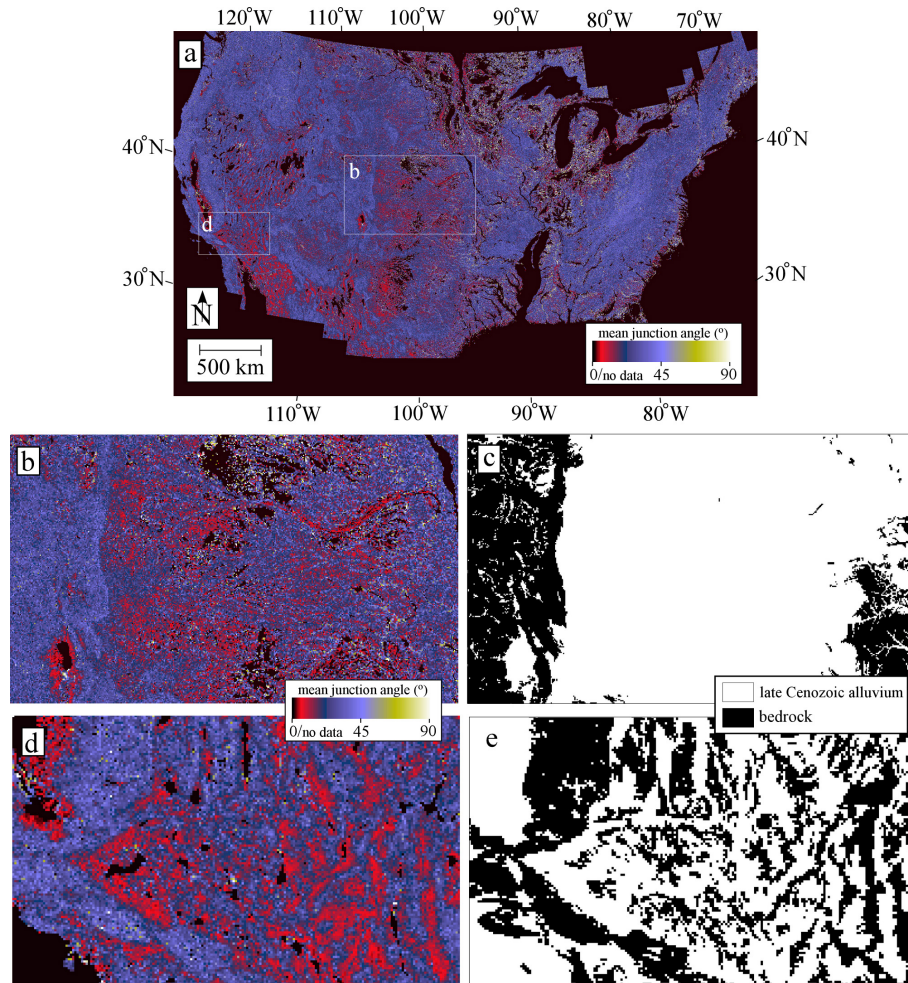 120°W 110°W 100°W 90°W 80°W 70°W
a
40°N 40°N
b
d
30°N 30°N
N
500 km
mean junction angle (º)
0/no data 45 90
110°W 100°W 90°W 80°W
b
c
mean junction angle (º)
0/no data 45 90
late Cenozoic alluvium
bedrock
d
e